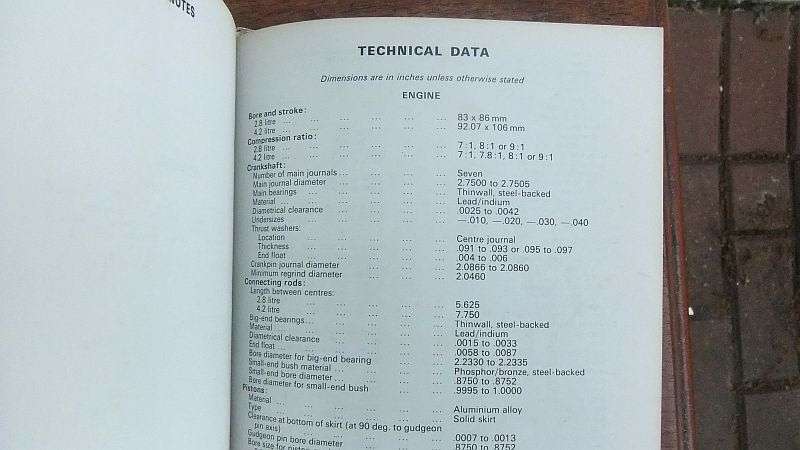 NOTES
TECHNICAL DATA
Dimensions are in inches unless otherwise stated
ENGINE
Bore and stroke:
2.8 litre ... ... ... ... ... ... 83 x 86 mm
4.2 litre ... ... ... ... ... ... 92.07 x 106 mm
Compression ratio:
2.8 litre ... ... ... ... ... ... 7 :1, 8 :1 or 9 :1
4.2 litre ... ... ... ... ... ... 7 :1, 7.8 :1, 8 :1 or 9 :1
Crankshaft:
Number of main journals ... ... ... ... Seven
Main journal diameter ... ... ... ... 2.7500 to 2.7505
Main bearings ... ... ... ... ... Thinwall, steel-backed
Material ... ... ... ... ... ... Lead/indium
Diametrical clearance ... ... ... ... .0025 to .0042
Undersizes ... ... ... ... ... —.010, —.020, —.030, —.040
Thrust washers:
Location ... ... ... ... ... Centre journal
Thickness ... ... ... ... ... .091 to .093 or .095 to .097
End float ... ... ... ... ... .004 to .006
Crankpin journal diameter ... ... ... 2.0866 to 2.0860
Minimum regrind diameter ... ... ... 2.0460
Connecting rods:
Length between centres:
2.8 litre ... ... ... ... ... 5.625
4.2 litre ... ... ... ... ... 7.750
Big-end bearings ... ... ... ... ... Thinwall, steel-backed
Material ... ... ... ... ... Lead/indium
Diametrical clearance ... ... ... ... .0015 to .0033
End float ... ... ... ... ... .0058 to .0087
Bore diameter for big-end bearing ... ... 2.2330 to 2.2335
Small-end bush material ... ... ... ... Phosphor/bronze, steel-backed
Small-end bore diameter ... ... ... ... .8750 to .8752
Bore diameter for small-end bush ... ... .9995 to 1.0000
Pistons:
Material ... ... ... ... ... Aluminium alloy
Type ... ... ... ... ... Solid skirt
Clearance at bottom of skirt (at 90 deg. to gudgeon
pin axis) ... ... ... ... ... .0007 to .0013
Gudgeon pin bore diameter ... ... ... .8750 to .8752